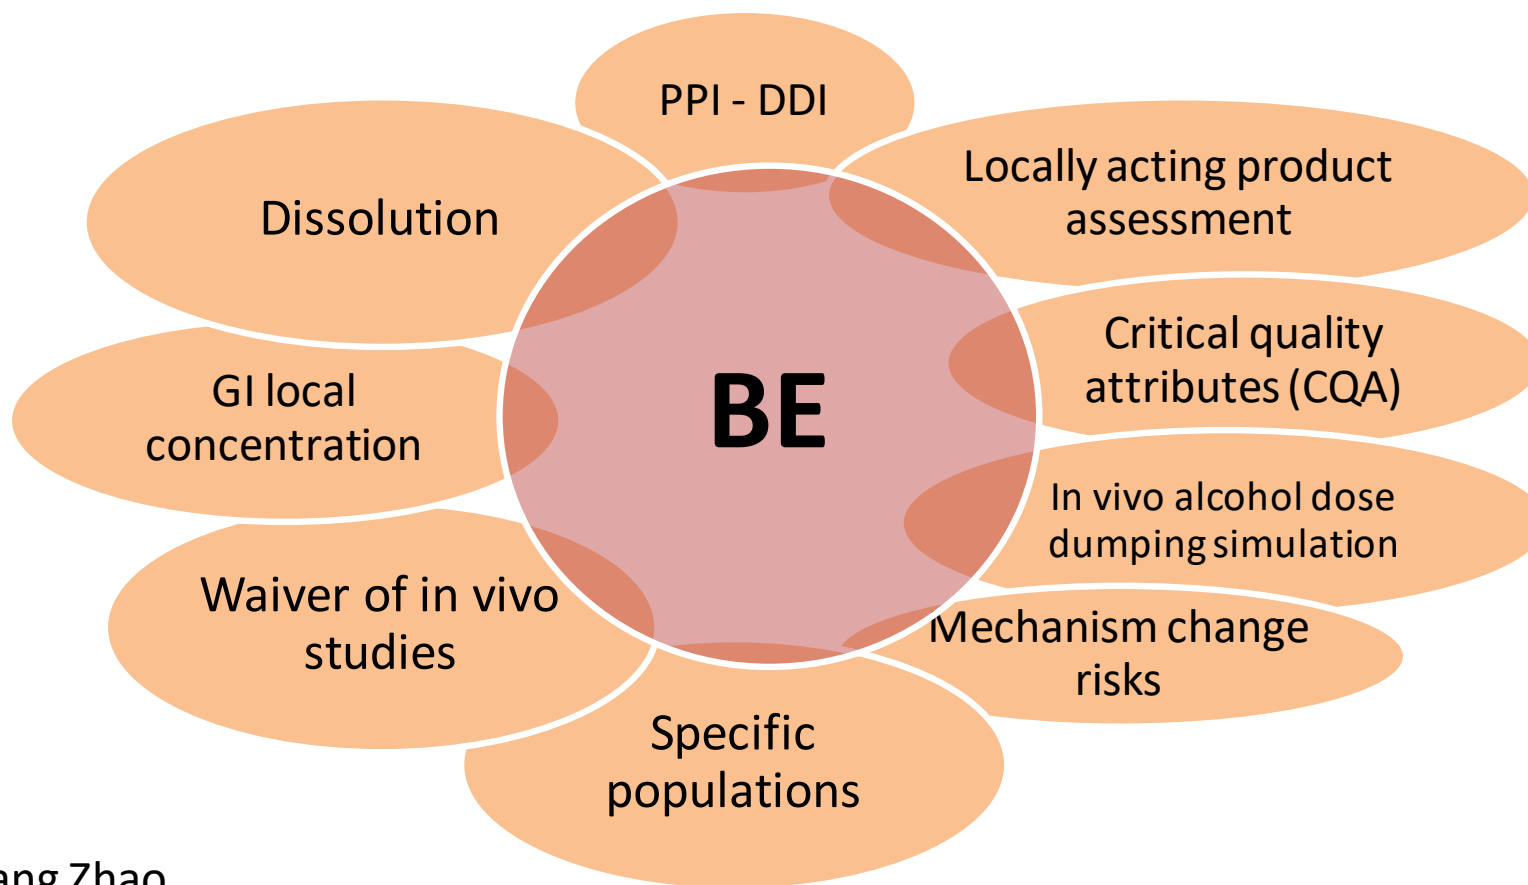 PPI - DDI
Locally acting product
assessment
Dissolution
Critical quality
attributes (CQA)
GI local
concentration
BE
In vivo alcohol dose
dumping simulation
Waiver of in vivo
studies
Mechanism change
risks
Specific
populations
Zhao